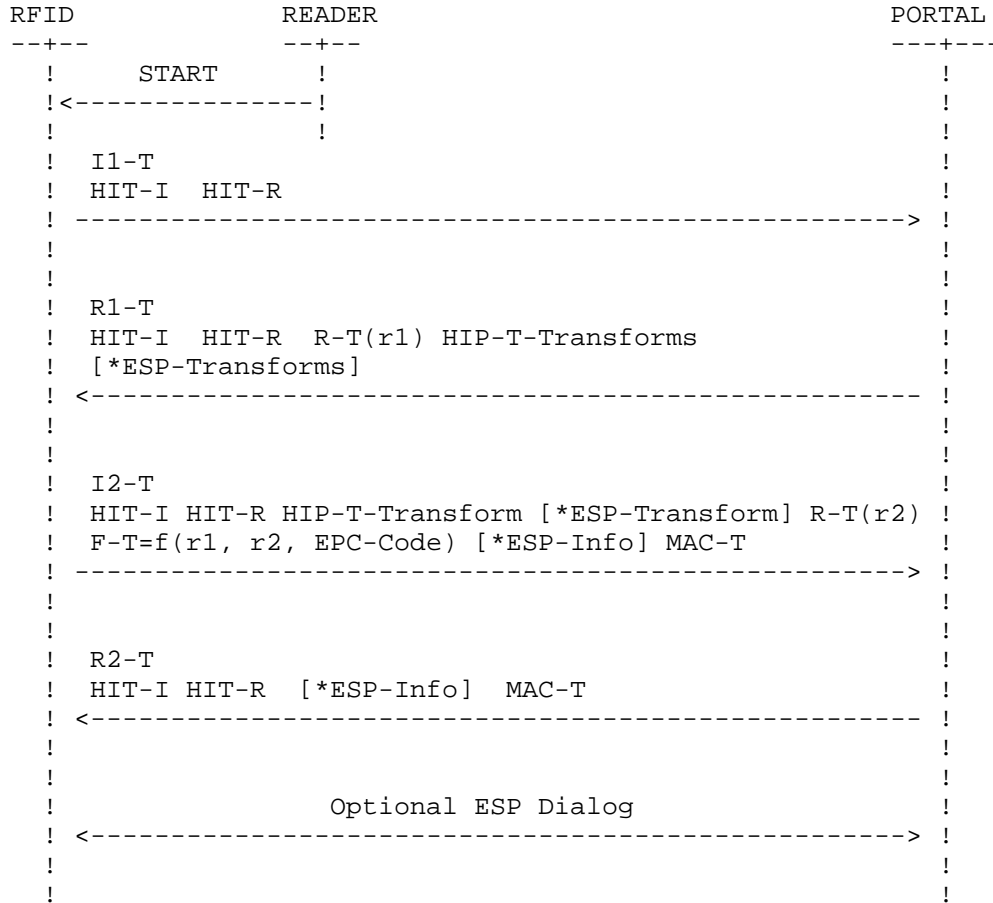 RFID             READER                                PORTAL
--+--            --+--                                 ---+---
  !     START      !                                      !
  !<---------------!                                      !
  !                !                                      !
  !  I1-T                                                 !
  !  HIT-I  HIT-R                                         !
  ! ----------------------------------------------------> !
  !                                                       !
  !                                                       !
  !  R1-T                                                 !
  !  HIT-I  HIT-R  R-T(r1) HIP-T-Transforms               !
  !  [*ESP-Transforms]                                    !
  ! <---------------------------------------------------- !
  !                                                       !
  !                                                       !
  !  I2-T                                                 !
  !  HIT-I HIT-R HIP-T-Transform [*ESP-Transform] R-T(r2) !
  !  F-T=f(r1, r2, EPC-Code) [*ESP-Info] MAC-T            !
  ! ----------------------------------------------------> !
  !                                                       !
  !                                                       !
  !  R2-T                                                 !
  !  HIT-I HIT-R  [*ESP-Info]  MAC-T                      !
  ! <---------------------------------------------------- !
  !                                                       !
  !                                                       !
  !                 Optional ESP Dialog                   !
  ! <---------------------------------------------------> !
  !                                                       !
  !                                                       !